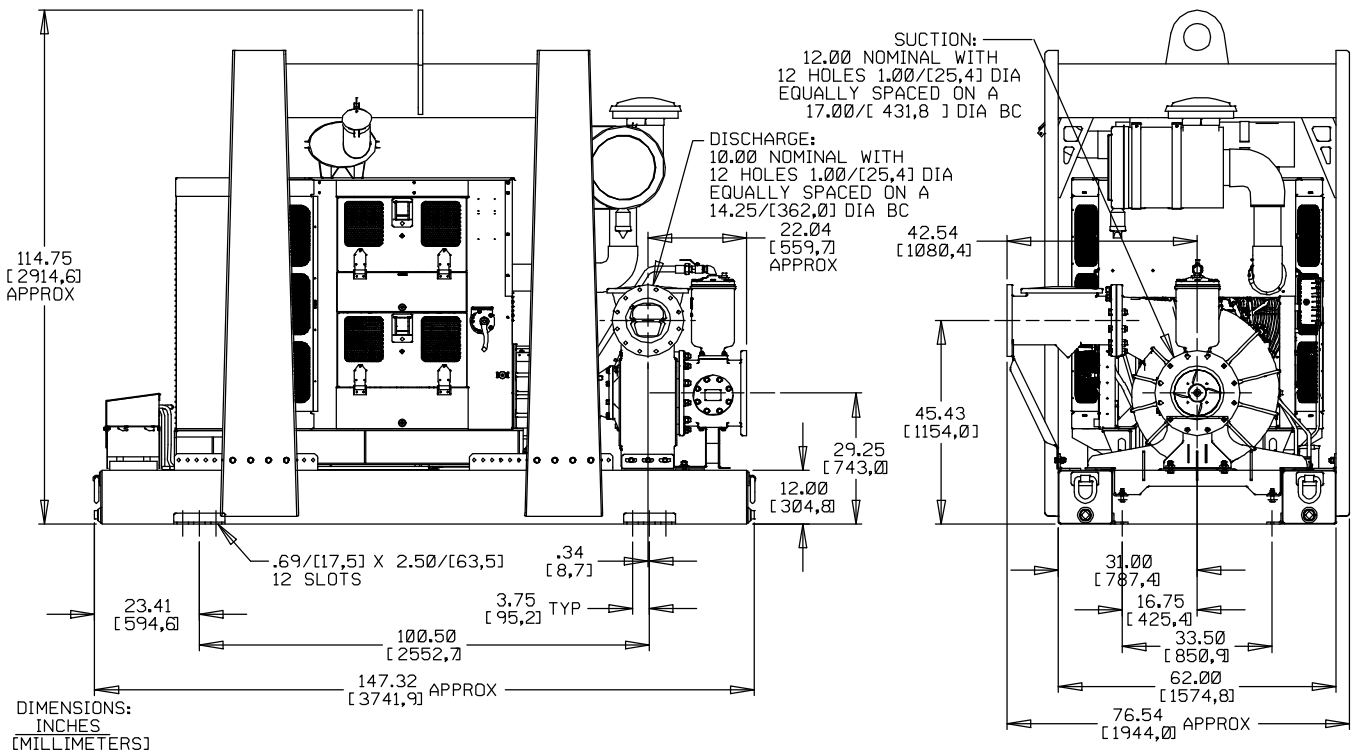 SUCTION:
12.00 NOMINAL WITH
12 HOLES 1.00/[25,4] DIA
EQUALLY SPACED ON A
17.00/[ 431,8 ] DIA BC
DISCHARGE:
10.00 NOMINAL WITH
12 HOLES 1.00/[25,4] DIA
EQUALLY SPACED ON A
14.25/[362,0] DIA BC
22.04
[559,7]
APPROX
42.54
[1080,4]
114.75
[2914,6]
APPROX
45.43
[1154,0]
29.25
[743,0]
12.00
[304,8]
.69/[17,5] X 2.50/[63,5]
12 SLOTS
.34
[8,7]
23.41
[594,6]
3.75
[95,2] TYP
100.50
[2552,7]
147.32
[3741,9] APPROX
31.00
[787,4]
16.75
[425,4]
33.50
[850,9]
62.00
[1574,8]
76.54
[1944,0] APPROX
DIMENSIONS:
INCHES
[MILLIMETERS]